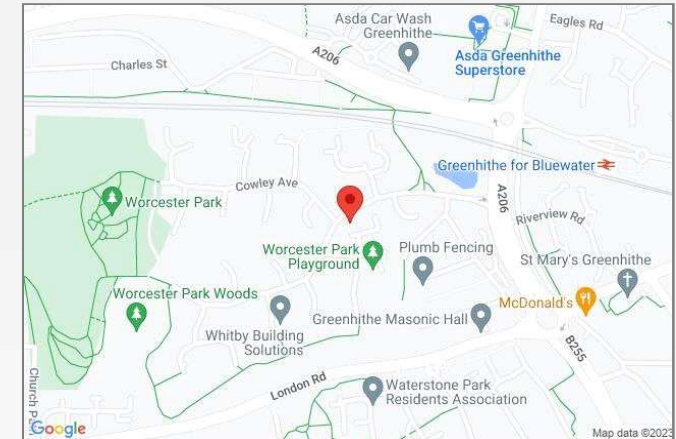 Asda Car Wash
Greenhithe
Eagles Rd
A206
Asda Greenhithe
Superstore
Charles St
Greenhithe for Bluewater
Cowley Ave
Worcester Park
A206
Riverview Rd
Worcester Park
Playground
Plumb Fencing
St Mary's Greenhithe
Worcester Park Woods
McDonald's
Whitby Building
Solutions
Greenhithe Masonic Hall
B255
London Rd
Church
Waterstone Park
Residents Association
Google
Map data ©2023